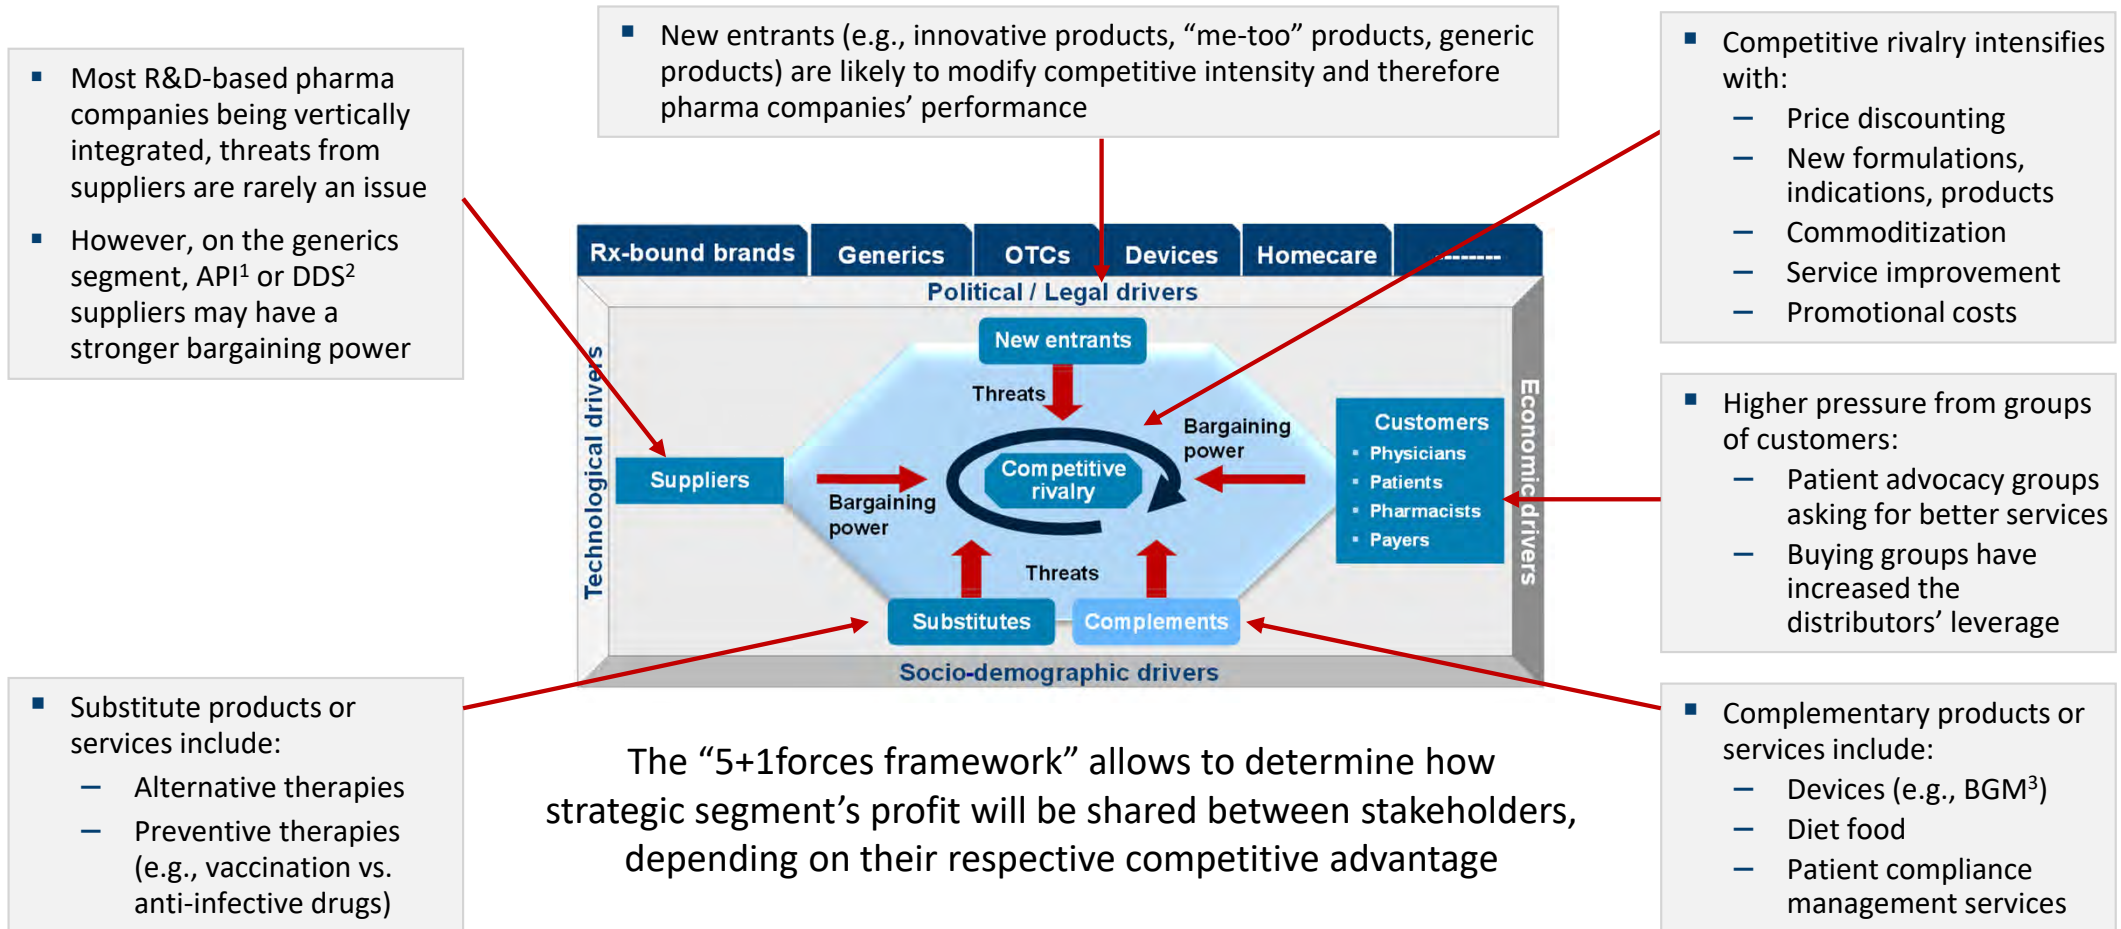 ▪ Most R&D-based pharma
companies being vertically
integrated, threats from
suppliers are rarely an issue
▪ However, on the generics
segment, API¹ or DDS²
suppliers may have a
stronger bargaining power
▪ New entrants (e.g., innovative products, “me-too” products, generic
products) are likely to modify competitive intensity and therefore
pharma companies’ performance
▪ Competitive rivalry intensifies
with:
— Price discounting
— New formulations,
indications, products
— Commoditization
— Service improvement
— Promotional costs
Rx-bound brands
Generics
OTCs
Devices
Homecare
--------
Political / Legal drivers
Technological drivers
Economic drivers
Socio-demographic drivers
New entrants
Threats
Suppliers
Bargaining
power
Competitive
rivalry
Bargaining
power
Customers
▪ Physicians
▪ Patients
▪ Pharmacists
▪ Payers
Threats
Substitutes
Complements
▪ Higher pressure from groups
of customers:
— Patient advocacy groups
asking for better services
— Buying groups have
increased the
distributors’ leverage
▪ Substitute products or
services include:
— Alternative therapies
— Preventive therapies
(e.g., vaccination vs.
anti-infective drugs)
The “5+1forces framework” allows to determine how
strategic segment’s profit will be shared between stakeholders,
depending on their respective competitive advantage
▪ Complementary products or
services include:
— Devices (e.g., BGM³)
— Diet food
— Patient compliance
management services